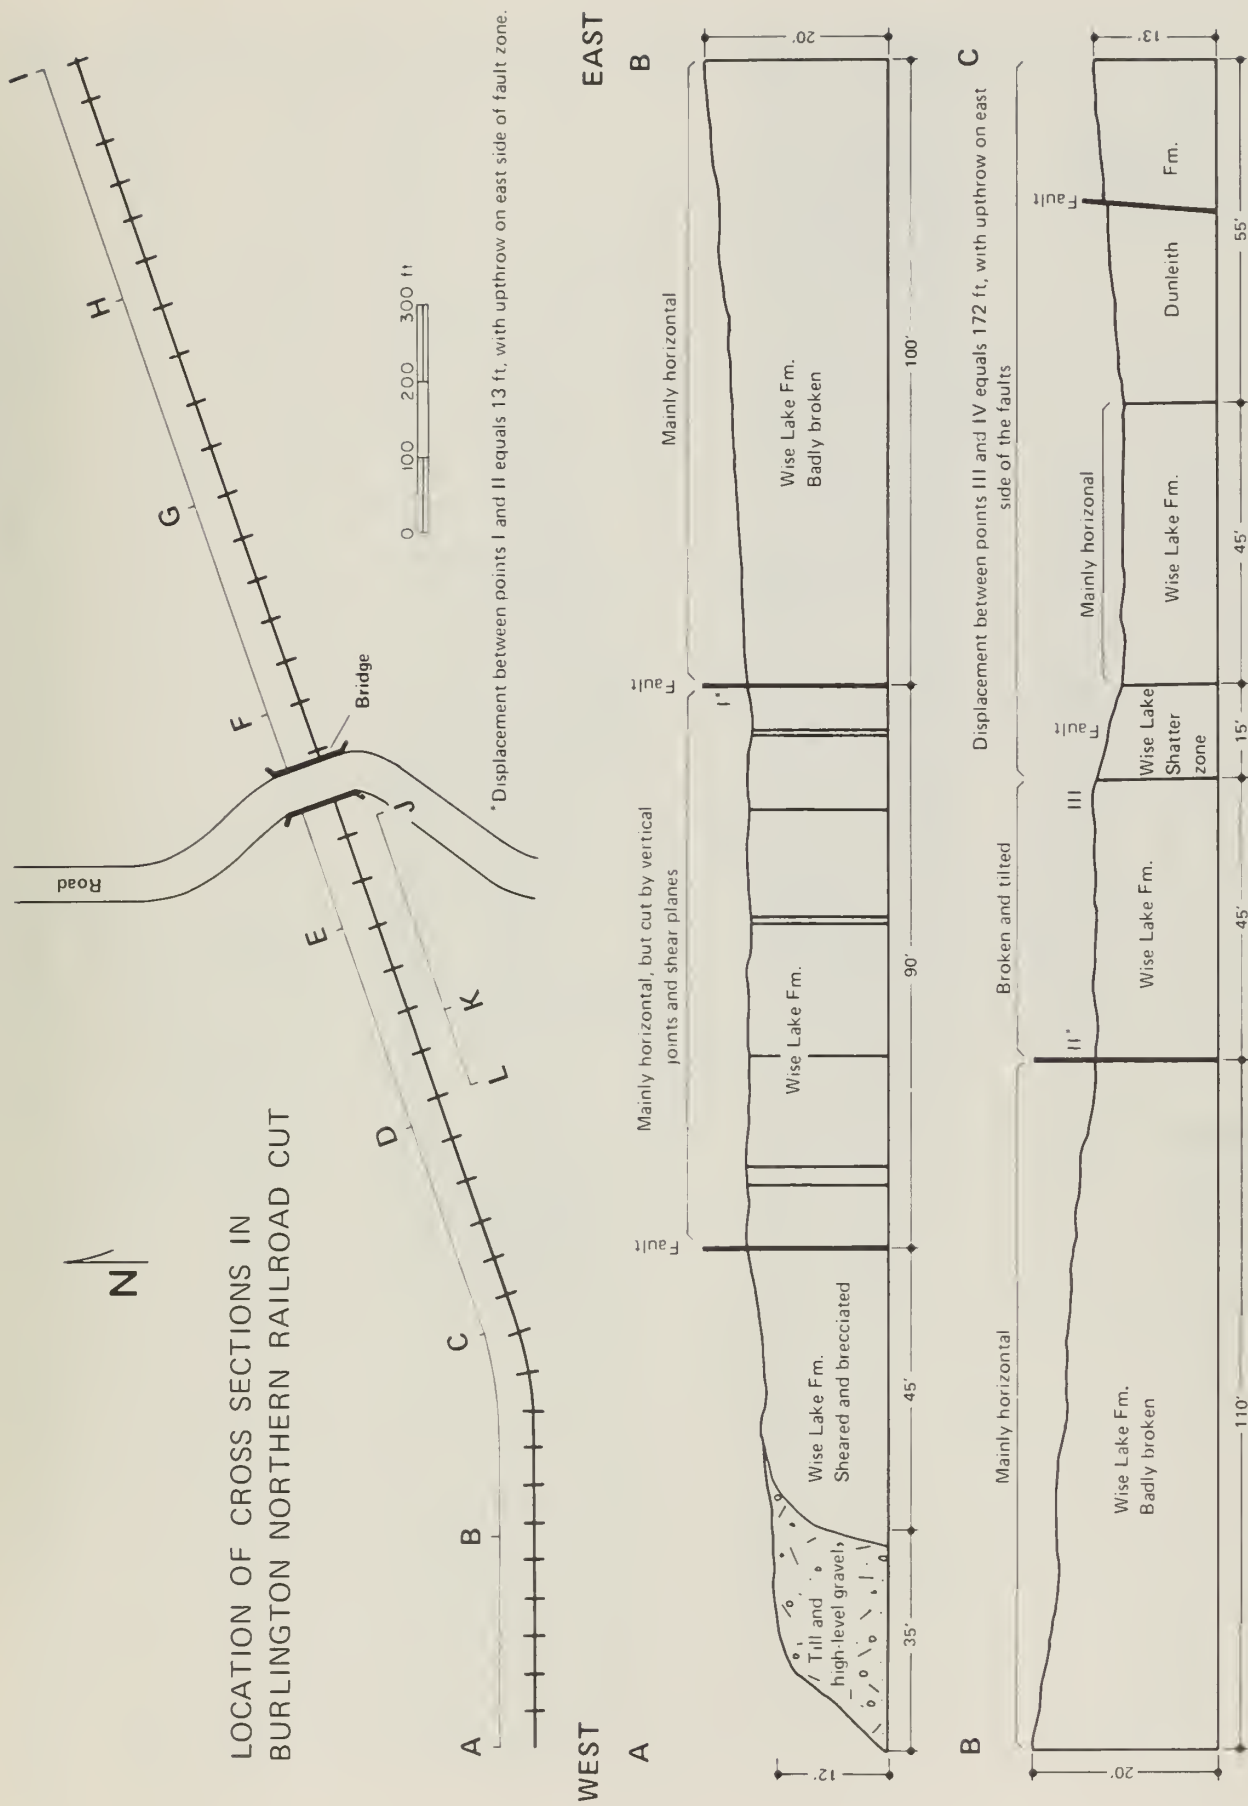 LOCATION OF CROSS SECTIONS IN
BURLINGTON NORTHERN RAILROAD CUT
N
A
B
C
D
E
F
G
H
I
J
K
L
Road
Bridge
0 100 200 300 ft
*Displacement between points I and II equals 13 ft, with upthrow on east side of fault zone.
WEST
EAST
A
B
Mainly horizontal, but cut by vertical
joints and shear planes
Mainly horizontal
Fault
Fault
I*
12'
Till and
high-level gravel
Wise Lake Fm.
Sheared and brecciated
Wise Lake Fm.
Wise Lake Fm.
Badly broken
20'
35'
45'
90'
100'
B
C
Displacement between points III and IV equals 172 ft, with upthrow on east
side of the faults
Mainly horizontal
Broken and tilted
Mainly horizonal
II*
III
Fault
Fault
20'
Wise Lake Fm.
Badly broken
Wise Lake Fm.
Wise Lake
Shatter
zone
Wise Lake Fm.
Dunleith Fm.
13'
110'
45'
15'
45'
55'